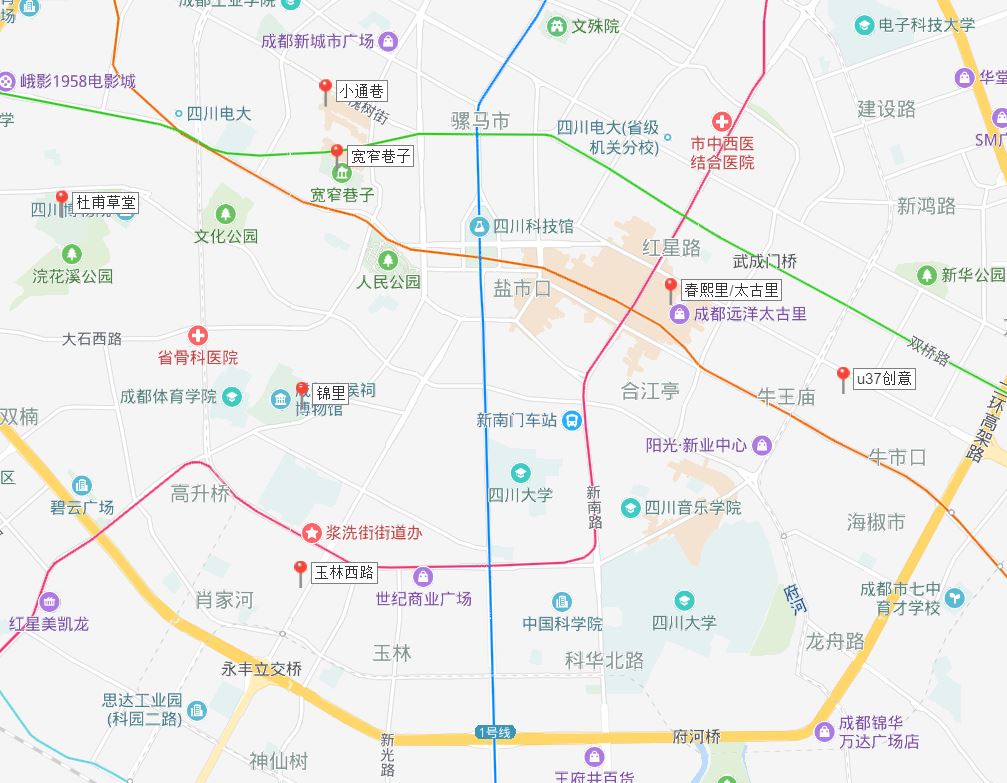 成都新城市广场
文殊院
电子科技大学
场
峨影1958电影城
华堂
小通巷
槐树街
四川电大
学
骡马市
四川电大(省级
机关分校)
建设路
SM广
市中西医
结合医院
宽窄巷子
宽窄巷子
杜甫草堂
四川博物院
新鸿路
文化公园
四川科技馆
红星路
浣花溪公园
人民公园
武成门桥
新华公园
盐市口
春熙里/太古里
成都远洋太古里
大石西路
省骨科医院
双桥路
u37创意
锦里
成都体育学院
博物馆
合江亭
牛王庙
双楠
新南门车站
二环高架路
阳光·新业中心
牛市口
区
碧云广场
高升桥
四川大学
新南路
四川音乐学院
海椒市
浆洗街街道办
玉林西路
世纪商业广场
肖家河
红星美凯龙
中国科学院
四川大学
府河
成都市七中
育才学校
龙舟路
玉林
科华北路
永丰立交桥
思达工业园
(科园二路)
1号线
新光路
府河桥
成都锦华
万达广场店
神仙树
王府井百货